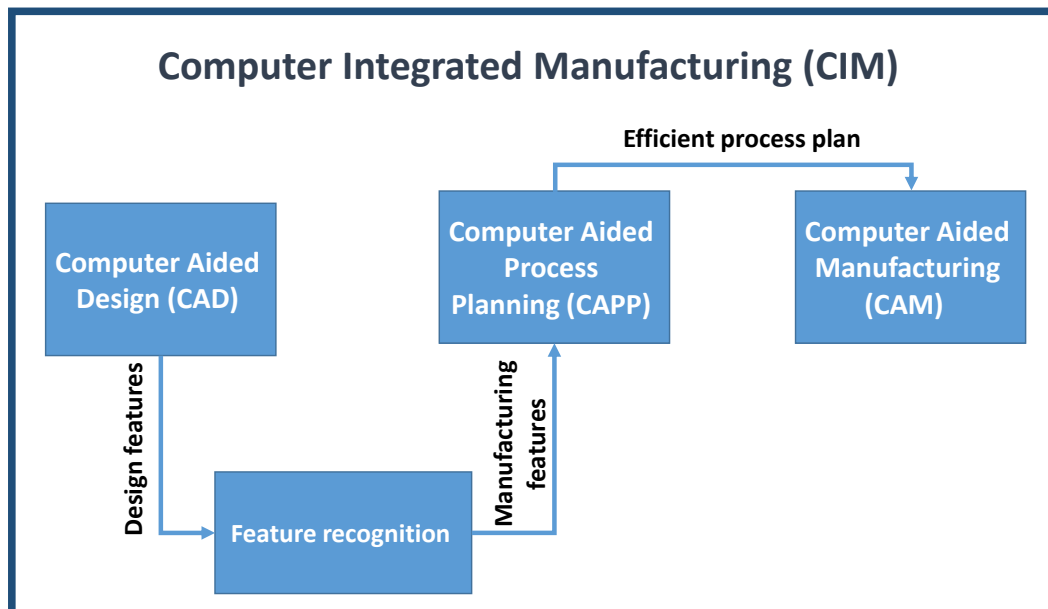 Computer Integrated Manufacturing (CIM)
Efficient process plan
Computer Aided
Design (CAD)
Computer Aided
Process
Planning (CAPP)
Computer Aided
Manufacturing
(CAM)
Design features
Manufacturing
features
Feature recognition